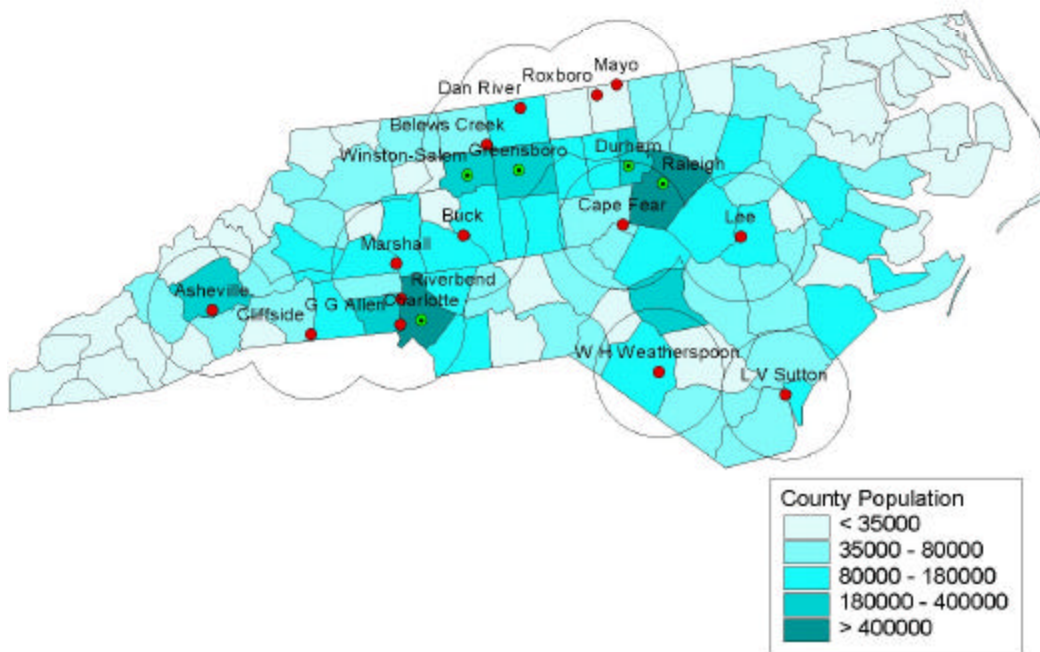 Mayo
Roxboro
Dan River
Belews Creek
Winston-Salem
Greensboro
Durham
Raleigh
Buck
Cape Fear
Lee
Marshall
Riverbend
Asheville
G G Allen
Charlotte
Cliffside
W H Weatherspoon
L V Sutton
County Population
< 35000
35000 - 80000
80000 - 180000
180000 - 400000
> 400000